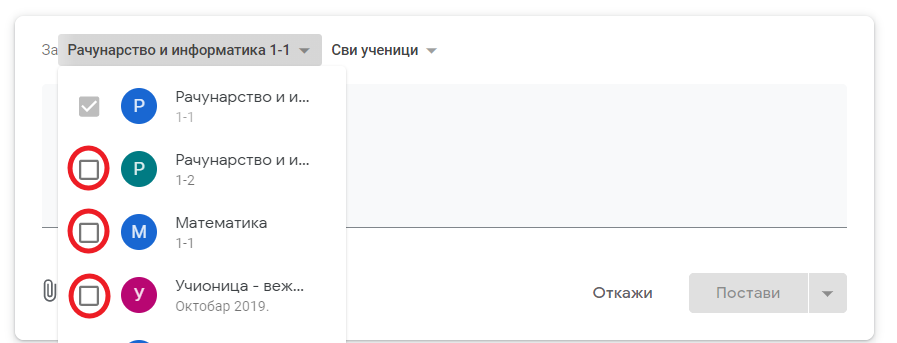 За Рачунарство и информатика 1-1 Сви ученици
Р Рачунарство и и...
1-1
Р Рачунарство и и...
1-2
М Математика
1-1
У Учионица - веж...
Октобар 2019.
Откажи Постави